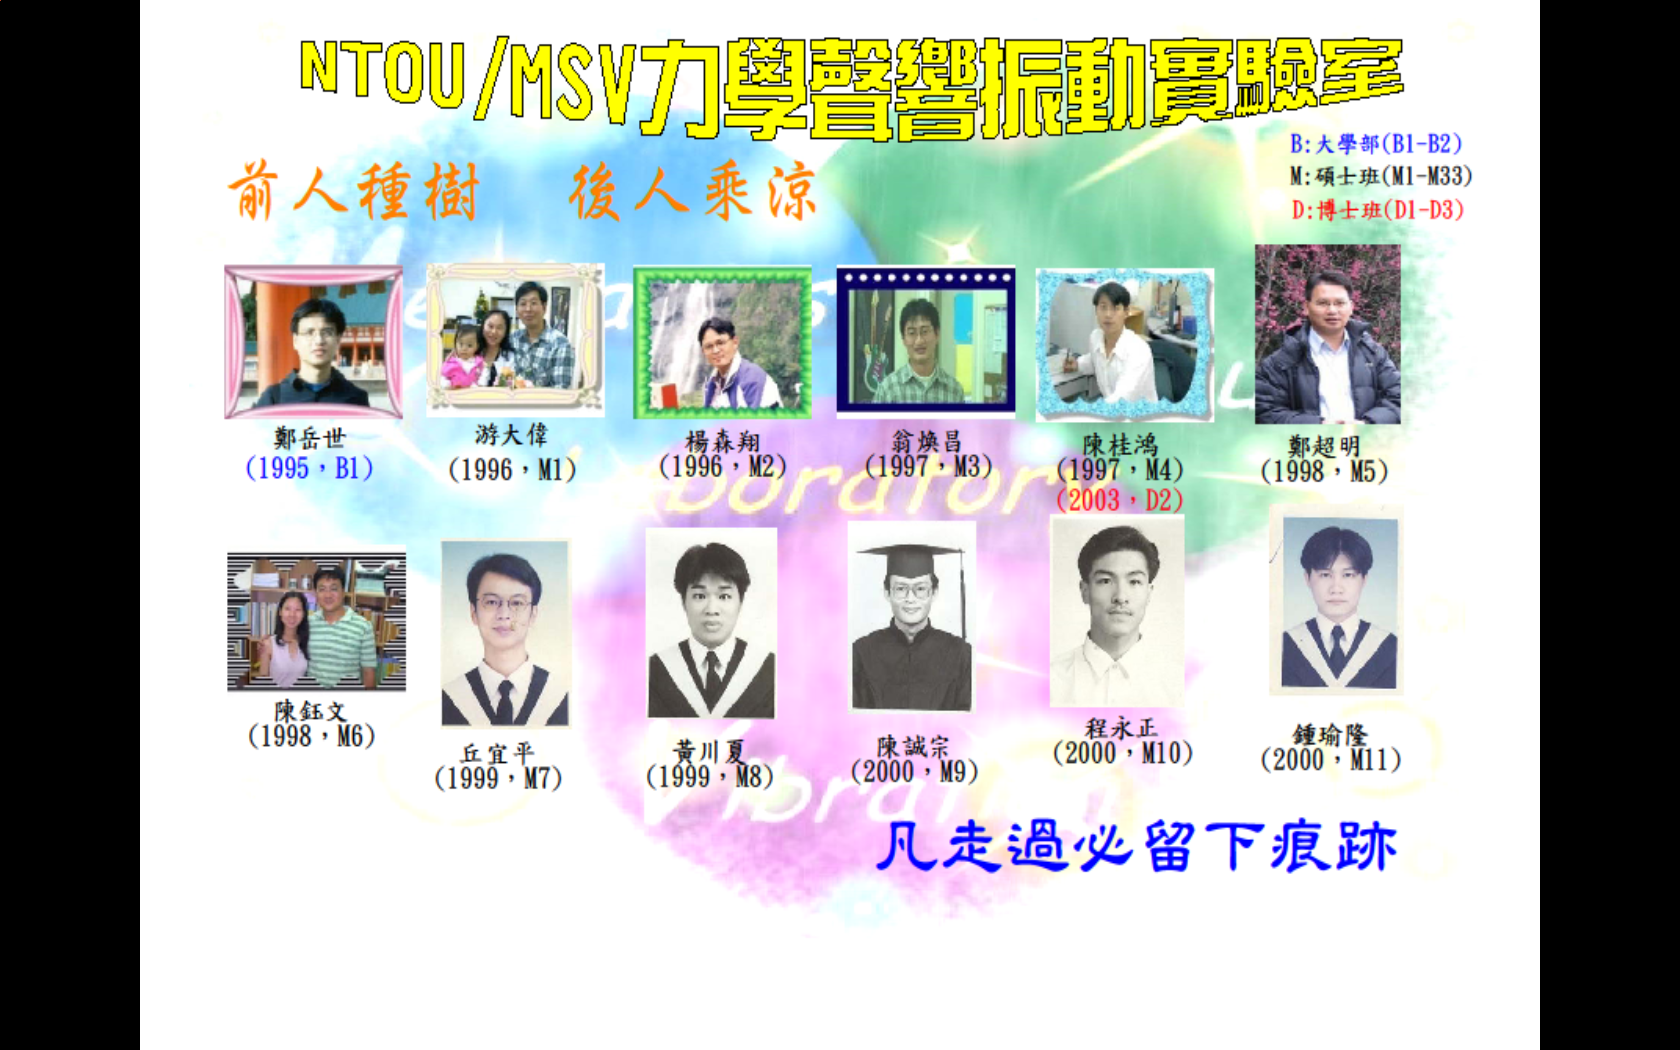 NTOU/MSV力學聲響振動實驗室
B:大學部(B1-B2)
前人種樹 後人乘涼
M:碩士班(M1-M33)
D:博士班(D1-D3)
鄭岳世
(1995，B1)
游大偉
(1996，M1)
楊森翔
(1996，M2)
翁煥昌
(1997，M3)
陳桂鴻
(1997，M4)
(2003，D2)
鄭超明
(1998，M5)
陳鈺文
(1998，M6)
丘宜平
(1999，M7)
黃川夏
(1999，M8)
陳誠宗
(2000，M9)
程永正
(2000，M10)
鍾瑜隆
(2000，M11)
Laboratory
Vibration
凡走過必留下痕跡